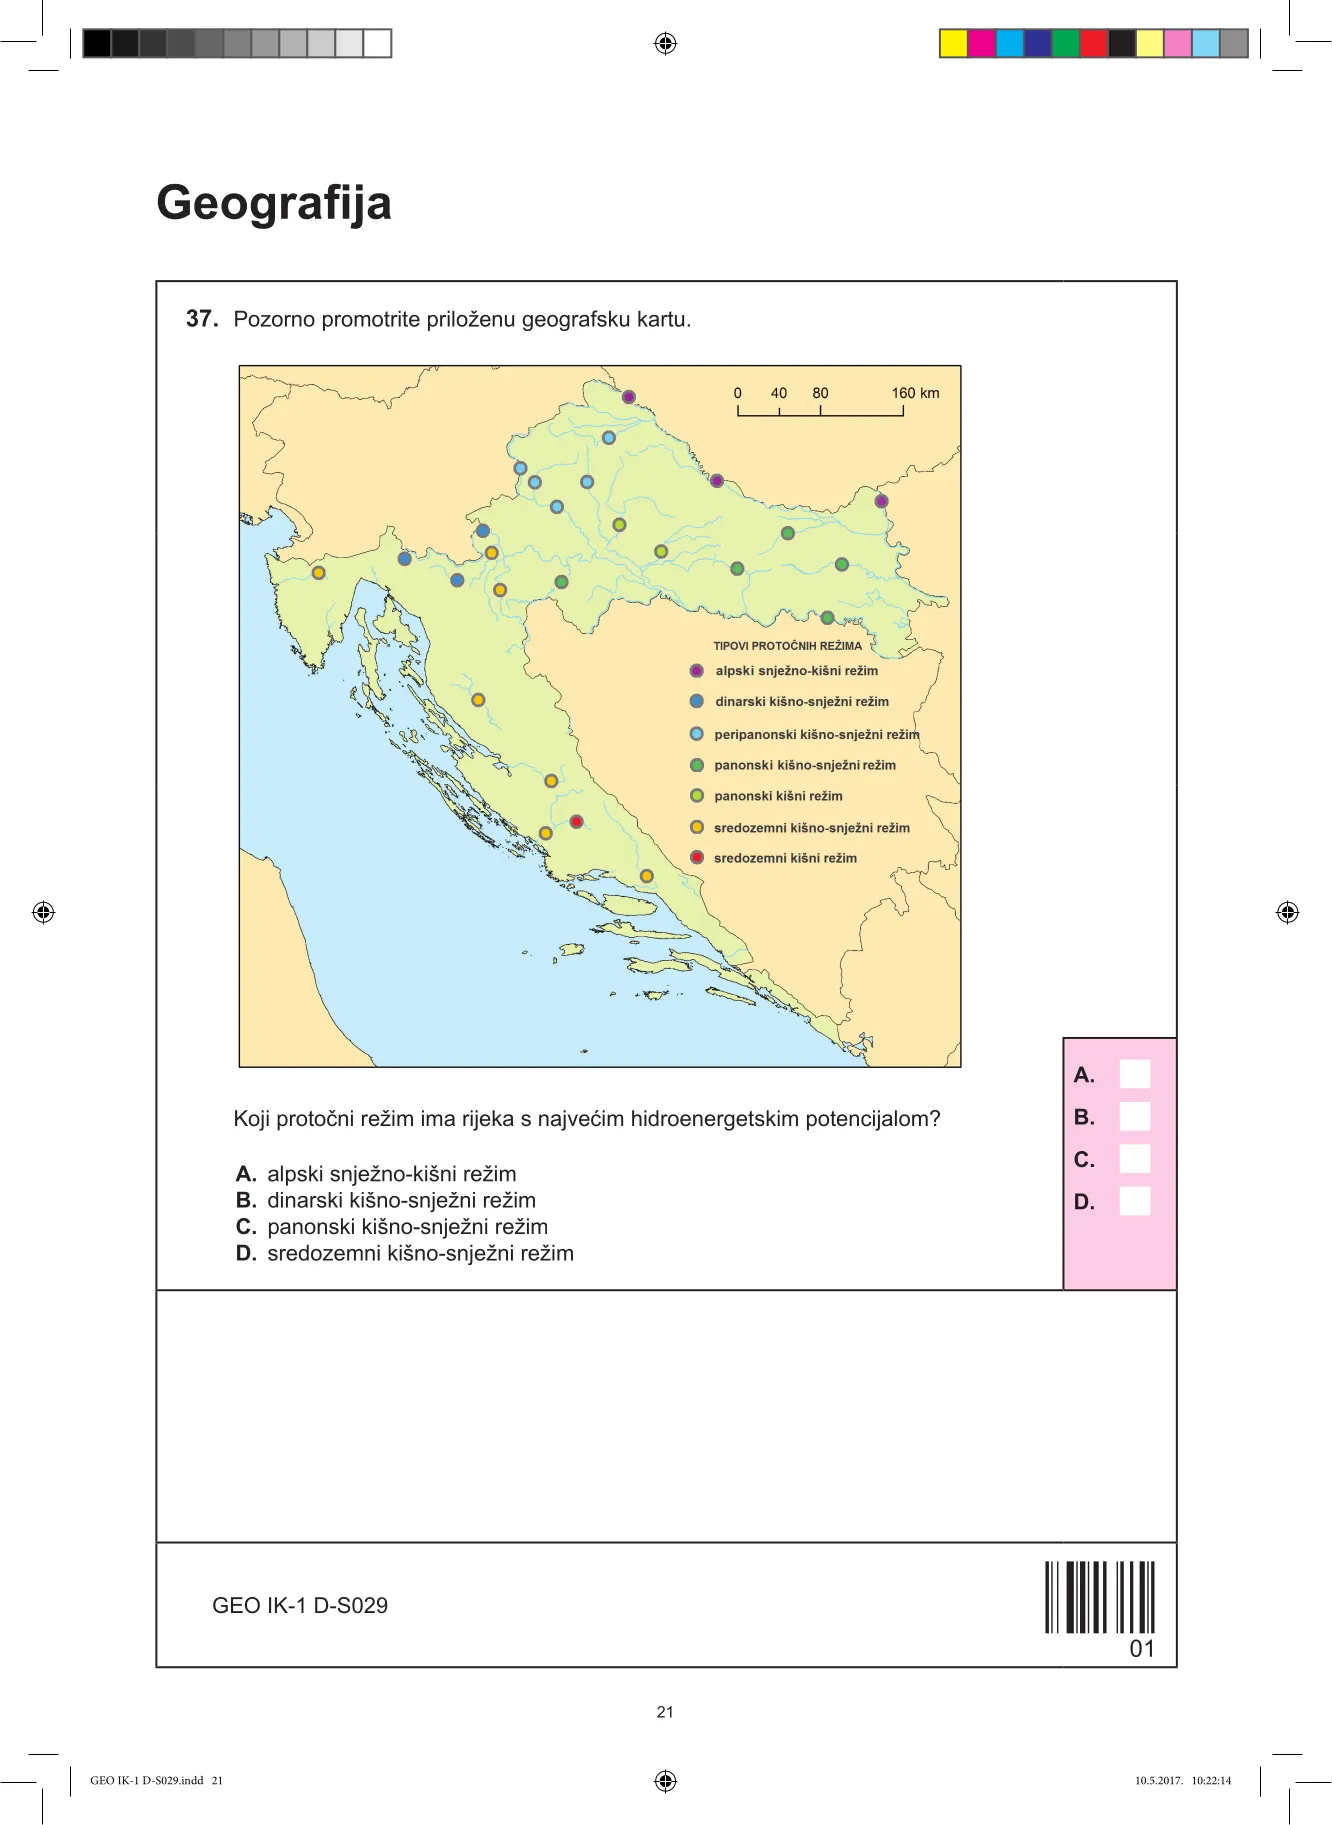 Geografija
37. Pozorno promotrite priloženu geografsku kartu.
0 40 80 160 km
TIPOVI PROTOČNIH REŽIMA
alpski snježno-kišni režim
dinarski kišno-snježni režim
peripanonski kišno-snježni režim
panonski kišno-snježni režim
panonski kišni režim
sredozemni kišno-snježni režim
sredozemni kišni režim
Koji protočni režim ima rijeka s najvećim hidroenergetskim potencijalom?
A. alpski snježno-kišni režim
B. dinarski kišno-snježni režim
C. panonski kišno-snježni režim
D. sredozemni kišno-snježni režim
A.
B.
C.
D.
GEO IK-1 D-S029
01
21
GEO IK-1 D-S029.indd 21
10.5.2017. 10:22:14